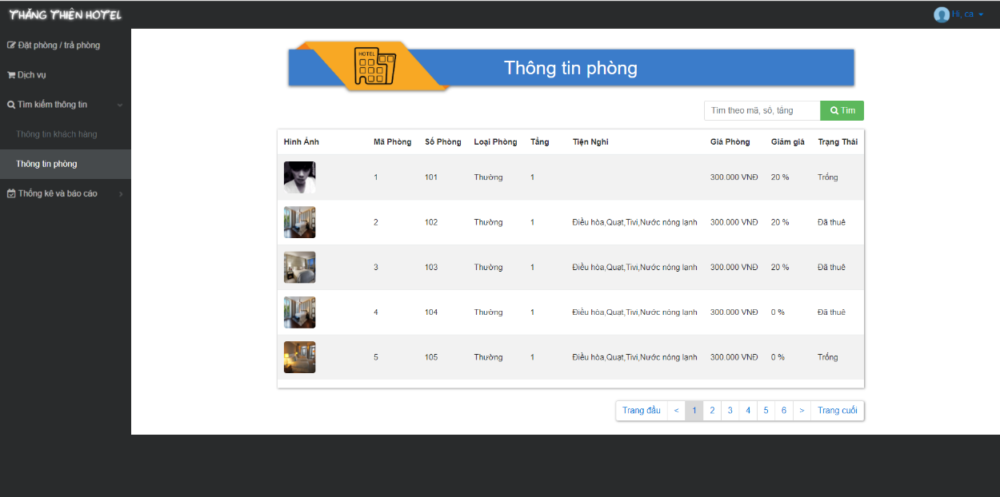 THĂNG THIÊN HOTEL
Hi, ca
Đặt phòng / trả phòng
Dịch vụ
Tìm kiếm thông tin
Thông tin khách hàng
Thông tin phòng
Thống kê và báo cáo
HOTEL
Thông tin phòng
Tìm theo mã, số, tầng
Tìm
Hình Ảnh Mã Phòng Số Phòng Loại Phòng Tầng Tiện Nghi Giá Phòng Giảm giá Trạng Thái
1 101 Thường 1 300.000 VNĐ 20 % Trống
2 102 Thường 1 Điều hòa,Quạt,Tivi,Nước nóng lạnh 300.000 VNĐ 20 % Đã thuê
3 103 Thường 1 Điều hòa,Quạt,Tivi,Nước nóng lạnh 300.000 VNĐ 20 % Đã thuê
4 104 Thường 1 Điều hòa,Quạt,Tivi,Nước nóng lạnh 300.000 VNĐ 0 % Đã thuê
5 105 Thường 1 Điều hòa,Quạt,Tivi,Nước nóng lạnh 300.000 VNĐ 0 % Trống
Trang đầu < 1 2 3 4 5 6 > Trang cuối